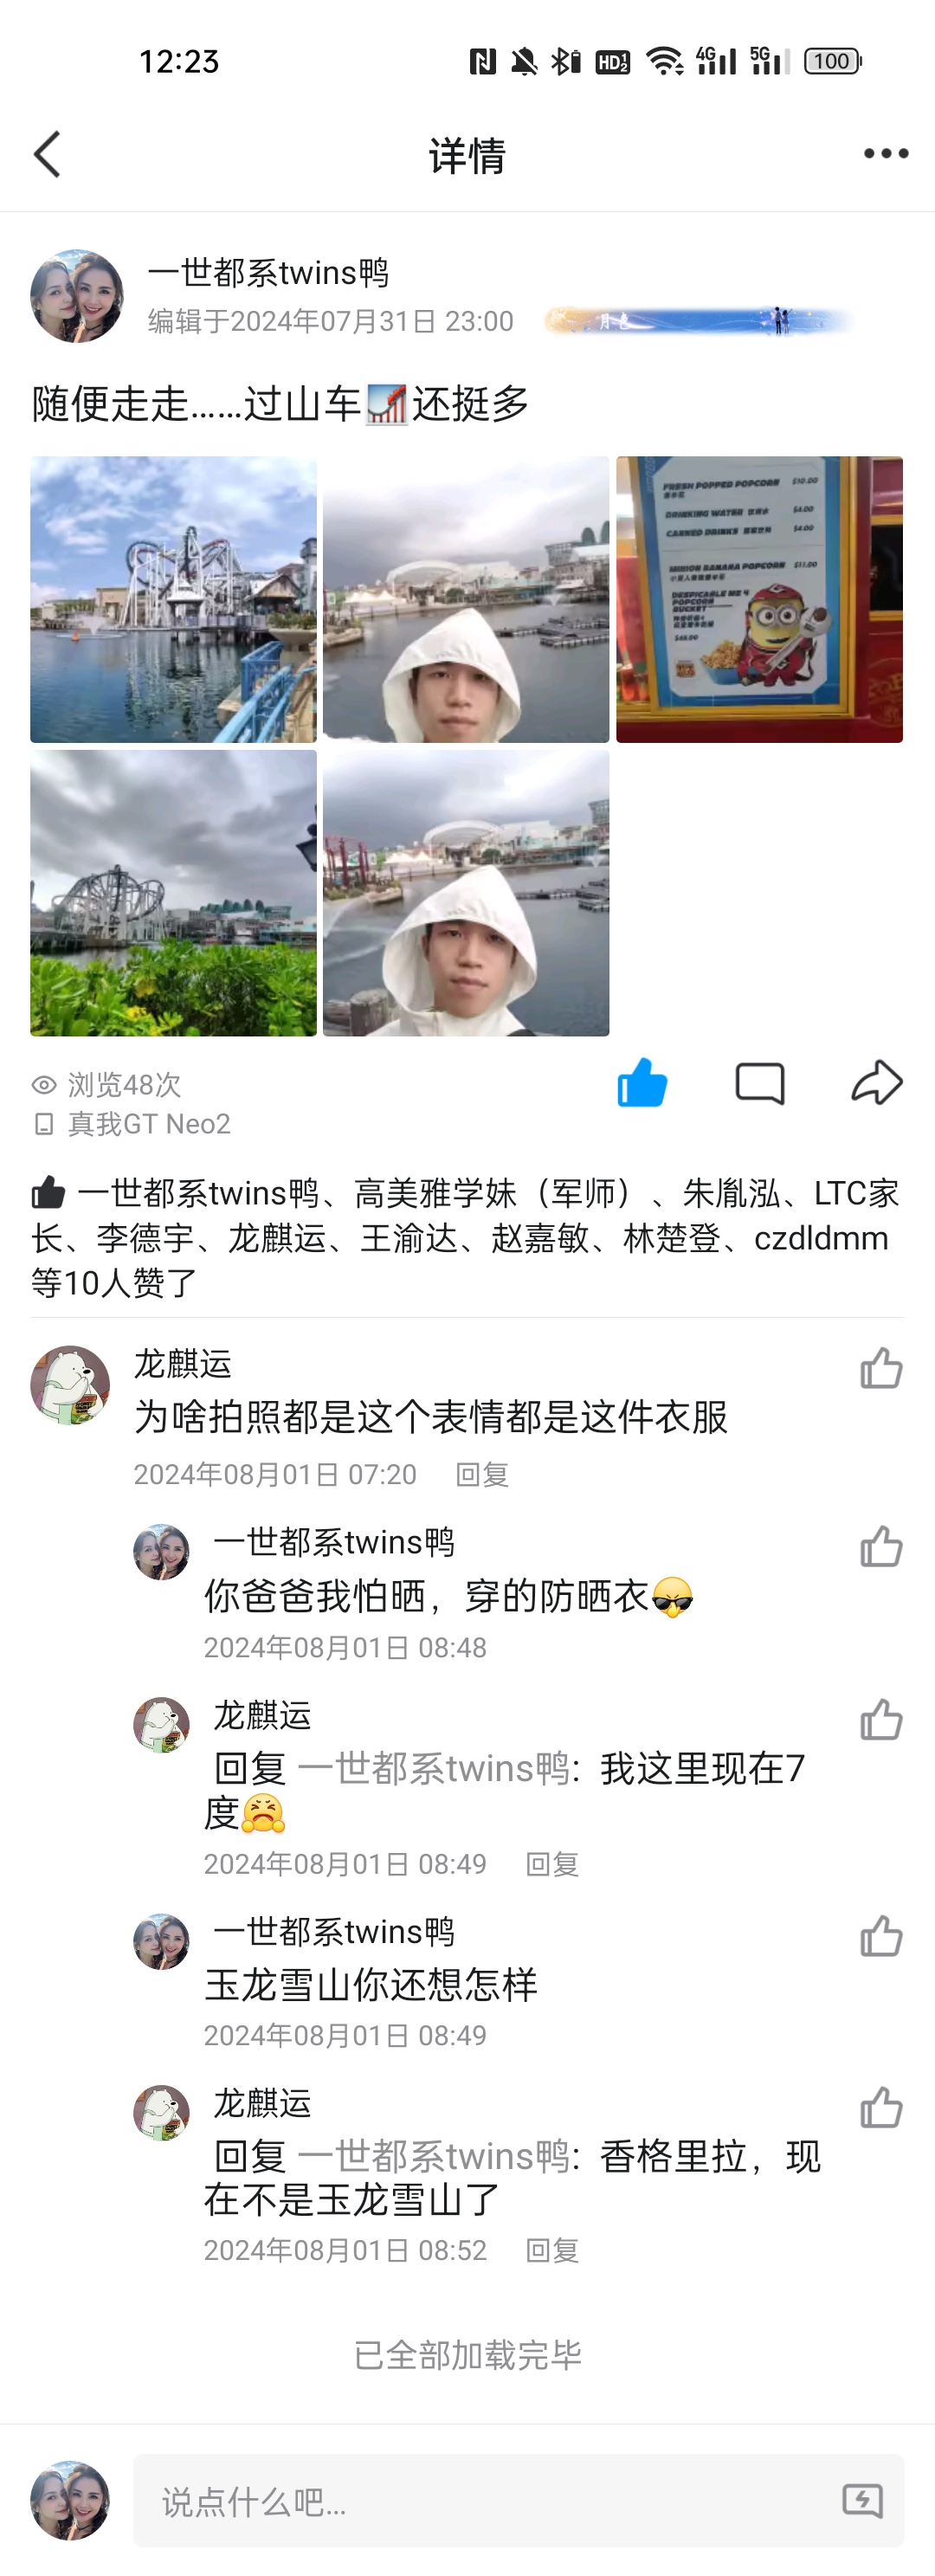 12:23
HD 1 2
4G
5G
100
详情
一世都系twins鸭
编辑于2024年07月31日 23:00
月色
随便走走……过山车📈还挺多
FRESH POPPED POPCORN $10.00
爆米花
DRINKING WATER 饮用水 $4.00
CANNED DRINKS $4.00
MINION BANANA POPCORN $11.00
DESPICABLE ME 4
POPCORN
BUCKET
浏览48次
真我GT Neo2
一世都系twins鸭、高美雅学妹（军师）、朱胤泓、LTC家
长、李德宇、龙麒运、王渝达、赵嘉敏、林楚登、czdldmm
等10人赞了
龙麒运
为啥拍照都是这个表情都是这件衣服
2024年08月01日 07:20 回复
一世都系twins鸭
你爸爸我怕晒，穿的防晒衣😎
2024年08月01日 08:48
龙麒运
回复 一世都系twins鸭: 我这里现在7
度😤
2024年08月01日 08:49 回复
一世都系twins鸭
玉龙雪山你还想怎样
2024年08月01日 08:49
龙麒运
回复 一世都系twins鸭: 香格里拉，现
在不是玉龙雪山了
2024年08月01日 08:52 回复
已全部加载完毕
说点什么吧...